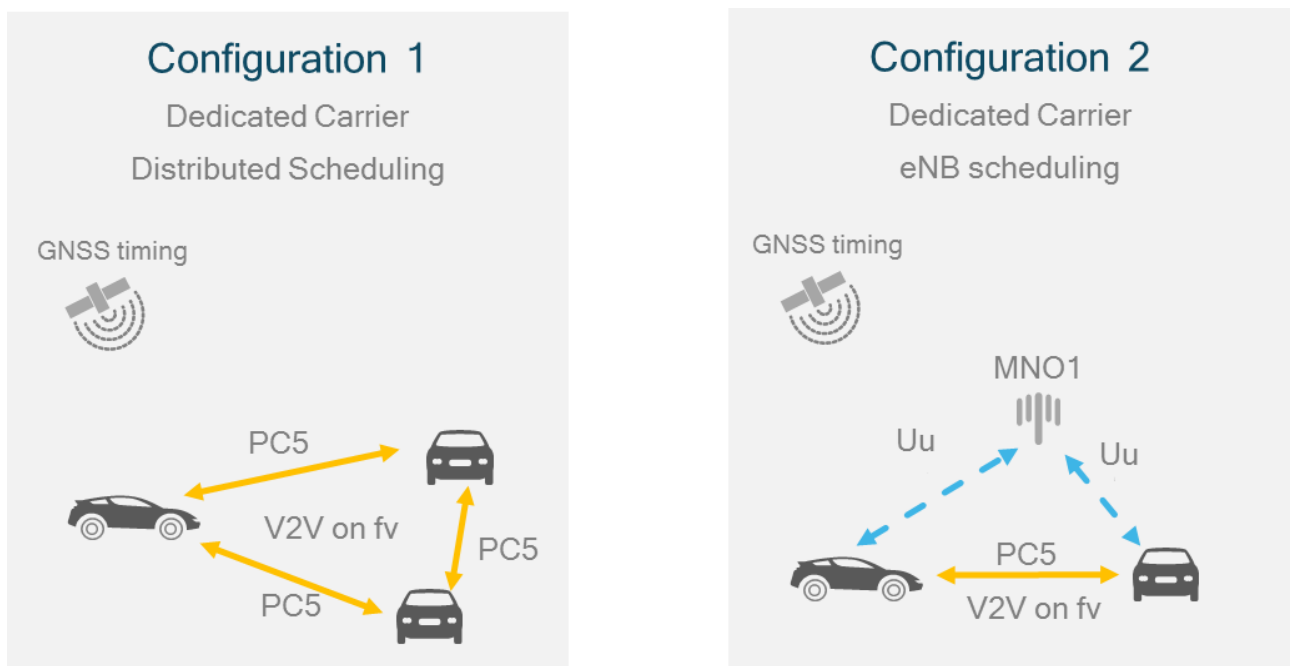 Configuration 1
Dedicated Carrier
Distributed Scheduling
GNSS timing
PC5
V2V on fv
PC5
PC5
Configuration 2
Dedicated Carrier
eNB scheduling
GNSS timing
MNO1
Uu
Uu
PC5
V2V on fv